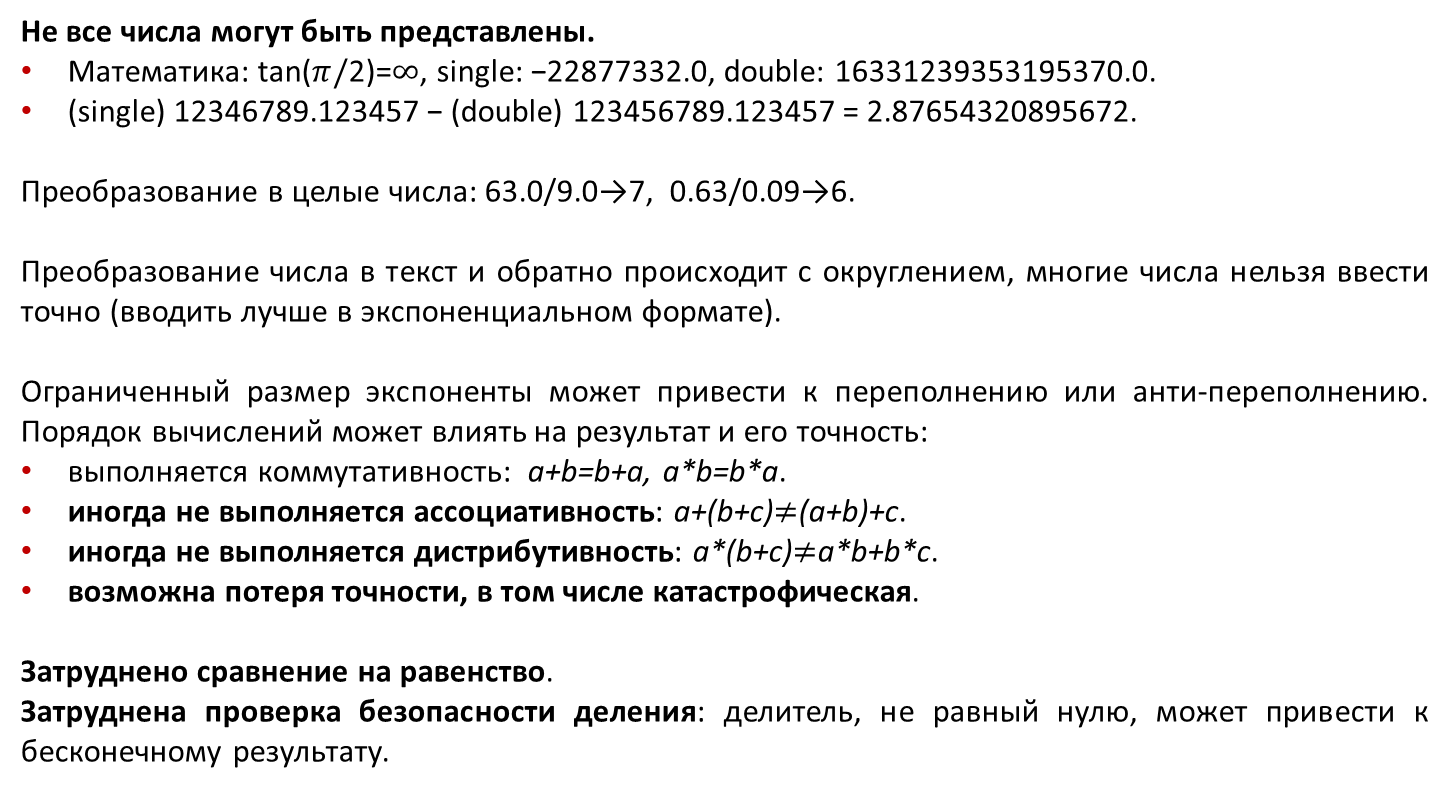 Не все числа могут быть представлены.
• Математика: tan(π/2)=∞, single: −22877332.0, double: 16331239353195370.0.
• (single) 12346789.123457 − (double) 123456789.123457 = 2.87654320895672.
Преобразование в целые числа: 63.0/9.0→7, 0.63/0.09→6.
Преобразование числа в текст и обратно происходит с округлением, многие числа нельзя ввести
точно (вводить лучше в экспоненциальном формате).
Ограниченный размер экспоненты может привести к переполнению или анти-переполнению.
Порядок вычислений может влиять на результат и его точность:
• выполняется коммутативность: a+b=b+a, a*b=b*a.
• иногда не выполняется ассоциативность: a+(b+c)≠(a+b)+c.
• иногда не выполняется дистрибутивность: a*(b+c)≠a*b+b*c.
• возможна потеря точности, в том числе катастрофическая.
Затруднено сравнение на равенство.
Затруднена проверка безопасности деления: делитель, не равный нулю, может привести к
бесконечному результату.